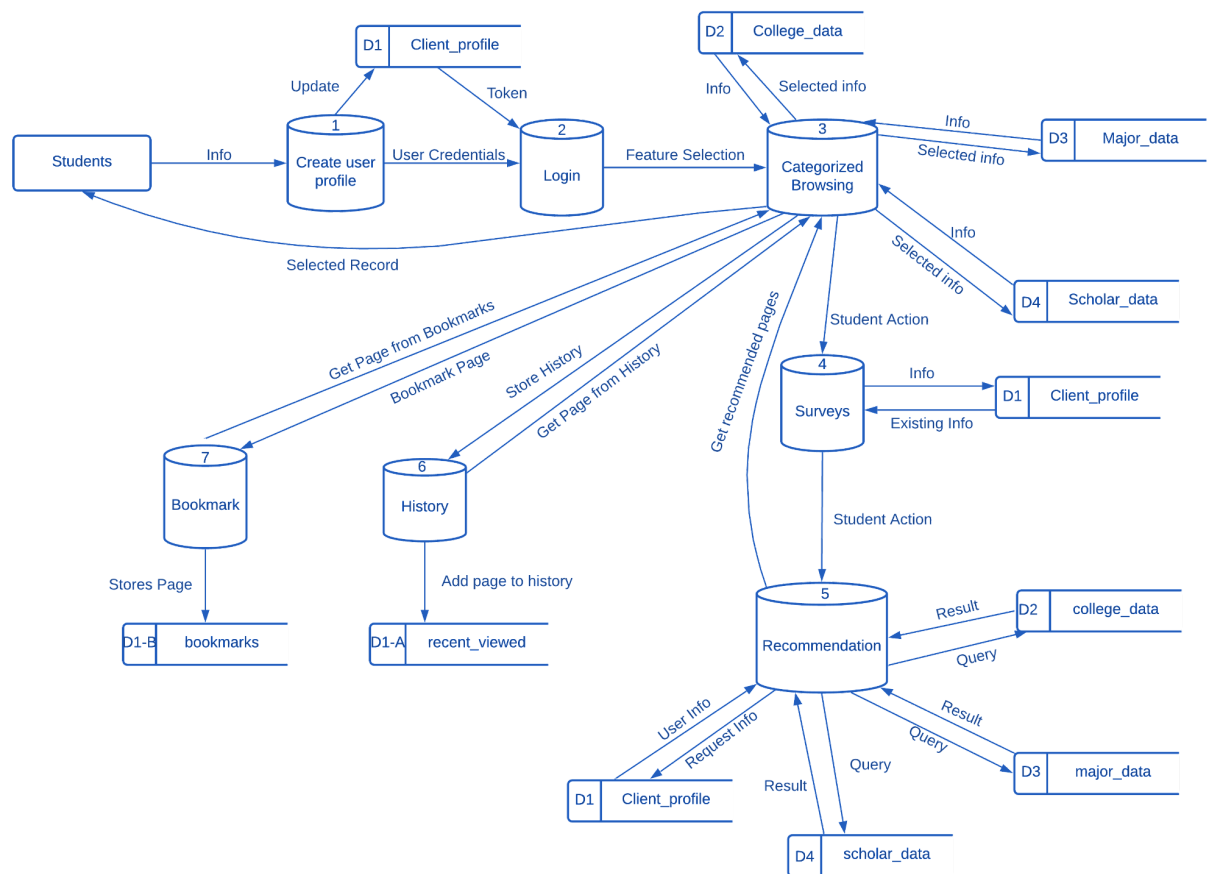 D1
Client_profile
D2
College_data
Update
Token
Info
Selected info
1
Create user
profile
2
Login
3
Categorized
Browsing
Info
Selected info
D3
Major_data
Students
Info
User Credentials
Feature Selection
Info
Selected info
D4
Scholar_data
Selected Record
Get Page from Bookmarks
Bookmark Page
Store History
Get Page from History
Get recommended pages
Student Action
4
Surveys
Info
Existing Info
D1
Client_profile
7
Bookmark
6
History
Student Action
Stores Page
Add page to history
D1-B
bookmarks
D1-A
recent_viewed
5
Recommendation
Result
Query
D2
college_data
User Info
Request Info
Result
Query
D3
major_data
Query
Result
D1
Client_profile
D4
scholar_data